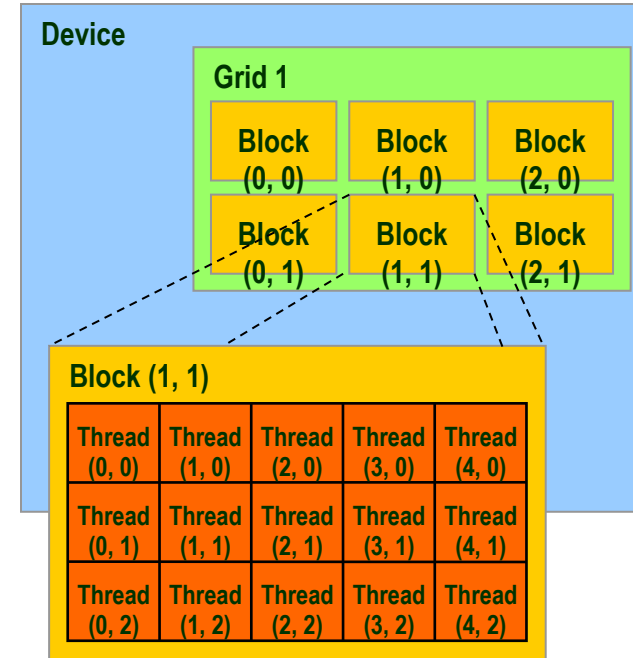 Device
Grid 1
Block Block Block
(0, 0) (1, 0) (2, 0)
Block Block Block
(0, 1) (1, 1) (2, 1)
Block (1, 1)
Thread Thread Thread Thread Thread
(0, 0) (1, 0) (2, 0) (3, 0) (4, 0)
Thread Thread Thread Thread Thread
(0, 1) (1, 1) (2, 1) (3, 1) (4, 1)
Thread Thread Thread Thread Thread
(0, 2) (1, 2) (2, 2) (3, 2) (4, 2)